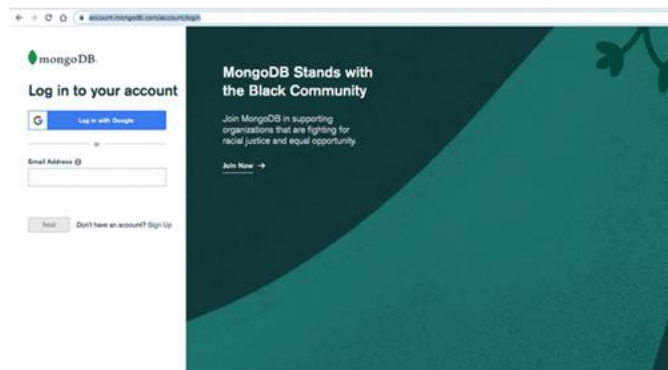 account.mongodb.com/account/login
mongoDB.
Log in to your account
G
Log in with Google
or
Email Address
Next
Don't have an account? Sign Up
MongoDB Stands with
the Black Community
Join MongoDB in supporting
organizations that are fighting for
racial justice and equal opportunity.
Join Now →